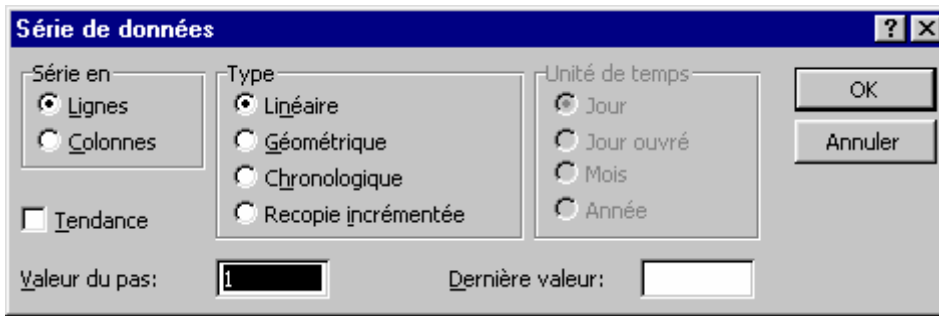 Série de données
Série en
Lignes
Colonnes
Tendance
Type
Linéaire
Géométrique
Chronologique
Recopie incrémentée
Unité de temps
Jour
Jour ouvré
Mois
Année
OK
Annuler
Valeur du pas: 1
Dernière valeur: